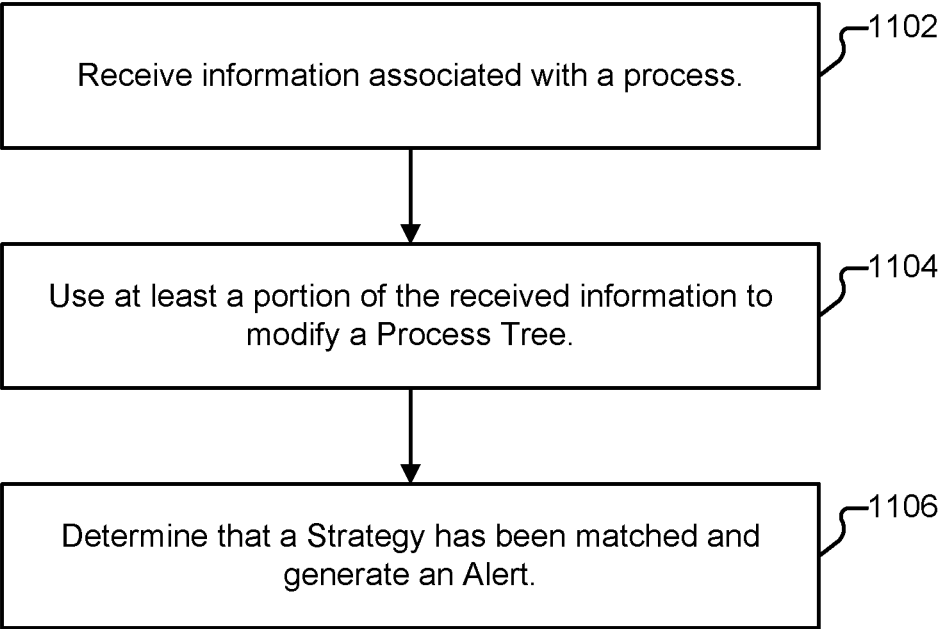 1102
Receive information associated with a process.
1104
Use at least a portion of the received information to
modify a Process Tree.
1106
Determine that a Strategy has been matched and
generate an Alert.